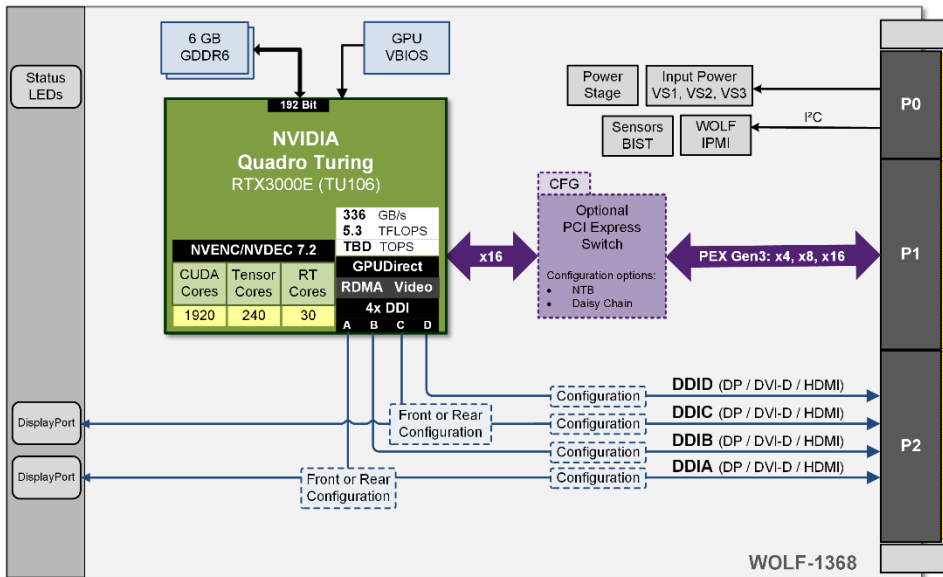 6 GB
GDDR6
GPU
VBIOS
Status
LEDs
Power
Stage
Input Power
VS1, VS2, VS3
P0
192 Bit
I²C
NVIDIA
Quadro Turing
RTX3000E (TU106)
Sensors
BIST
WOLF
IPMI
CFG
Optional
PCI Express
Switch
Configuration options:
• NTB
• Daisy Chain
336 GB/s
5.3 TFLOPS
TBD TOPS
NVENC/NVDEC 7.2
GPUDirect
RDMA Video
4x DDI
A B C D
CUDA
Cores
1920
Tensor
Cores
240
RT
Cores
30
x16
PEX Gen3: x4, x8, x16
P1
DDID (DP / DVI-D / HDMI)
Configuration
DisplayPort
Front or Rear
Configuration
DDIC (DP / DVI-D / HDMI)
Configuration
DDIB (DP / DVI-D / HDMI)
Configuration
P2
DisplayPort
Front or Rear
Configuration
DDIA (DP / DVI-D / HDMI)
Configuration
WOLF-1368